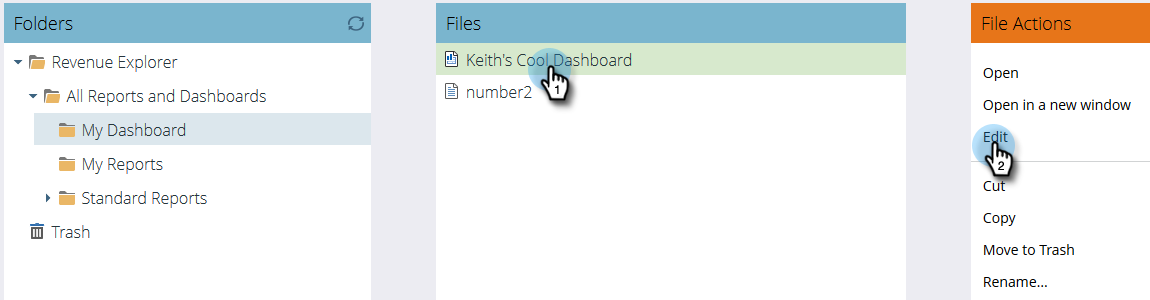 Folders
Revenue Explorer
All Reports and Dashboards
My Dashboard
My Reports
Standard Reports
Trash
Files
Keith's Cool Dashboard
number2
1
File Actions
Open
Open in a new window
Edit
2
Cut
Copy
Move to Trash
Rename...